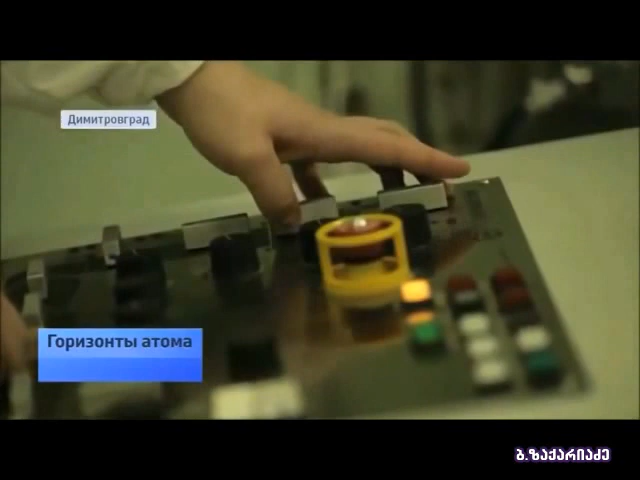 Димитровград
Горизонты атома
ბ.ზაქარიაძე